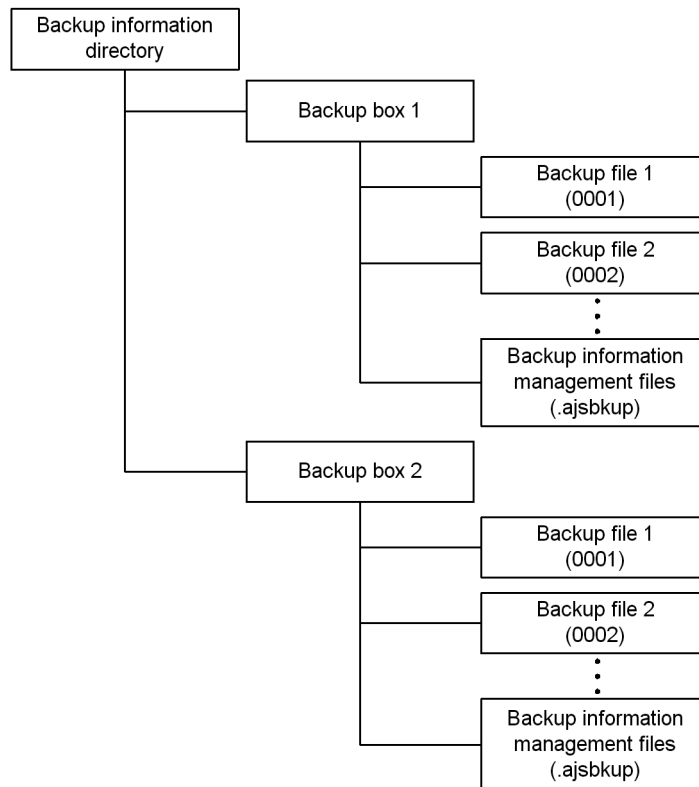 Backup information
directory
Backup box 1
Backup file 1
(0001)
Backup file 2
(0002)
Backup information
management files
(.ajsbkup)
Backup box 2
Backup file 1
(0001)
Backup file 2
(0002)
Backup information
management files
(.ajsbkup)